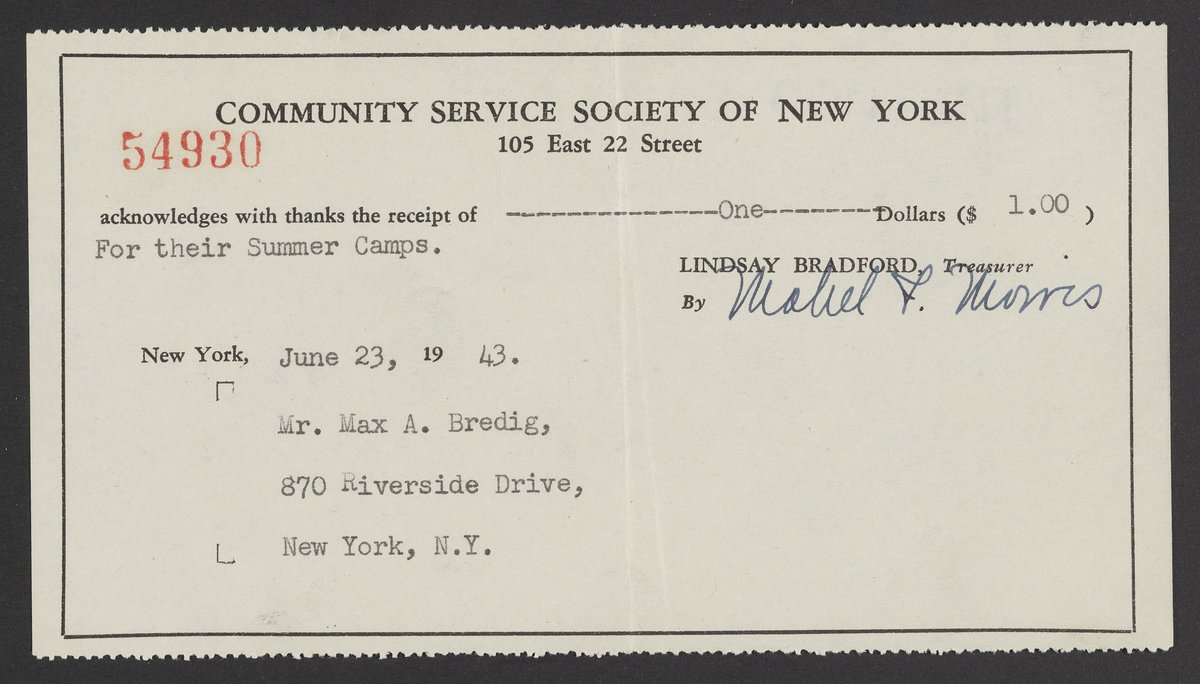 COMMUNITY SERVICE SOCIETY OF NEW YORK
54930
105 East 22 Street
acknowledges with thanks the receipt of -----------------One--------- Dollars ($ 1.00 )
For their Summer Camps.
LINDSAY BRADFORD, Treasurer
By Mabel F. Morris
New York, June 23, 19 43.
Mr. Max A. Bredig,
870 Riverside Drive,
New York, N.Y.